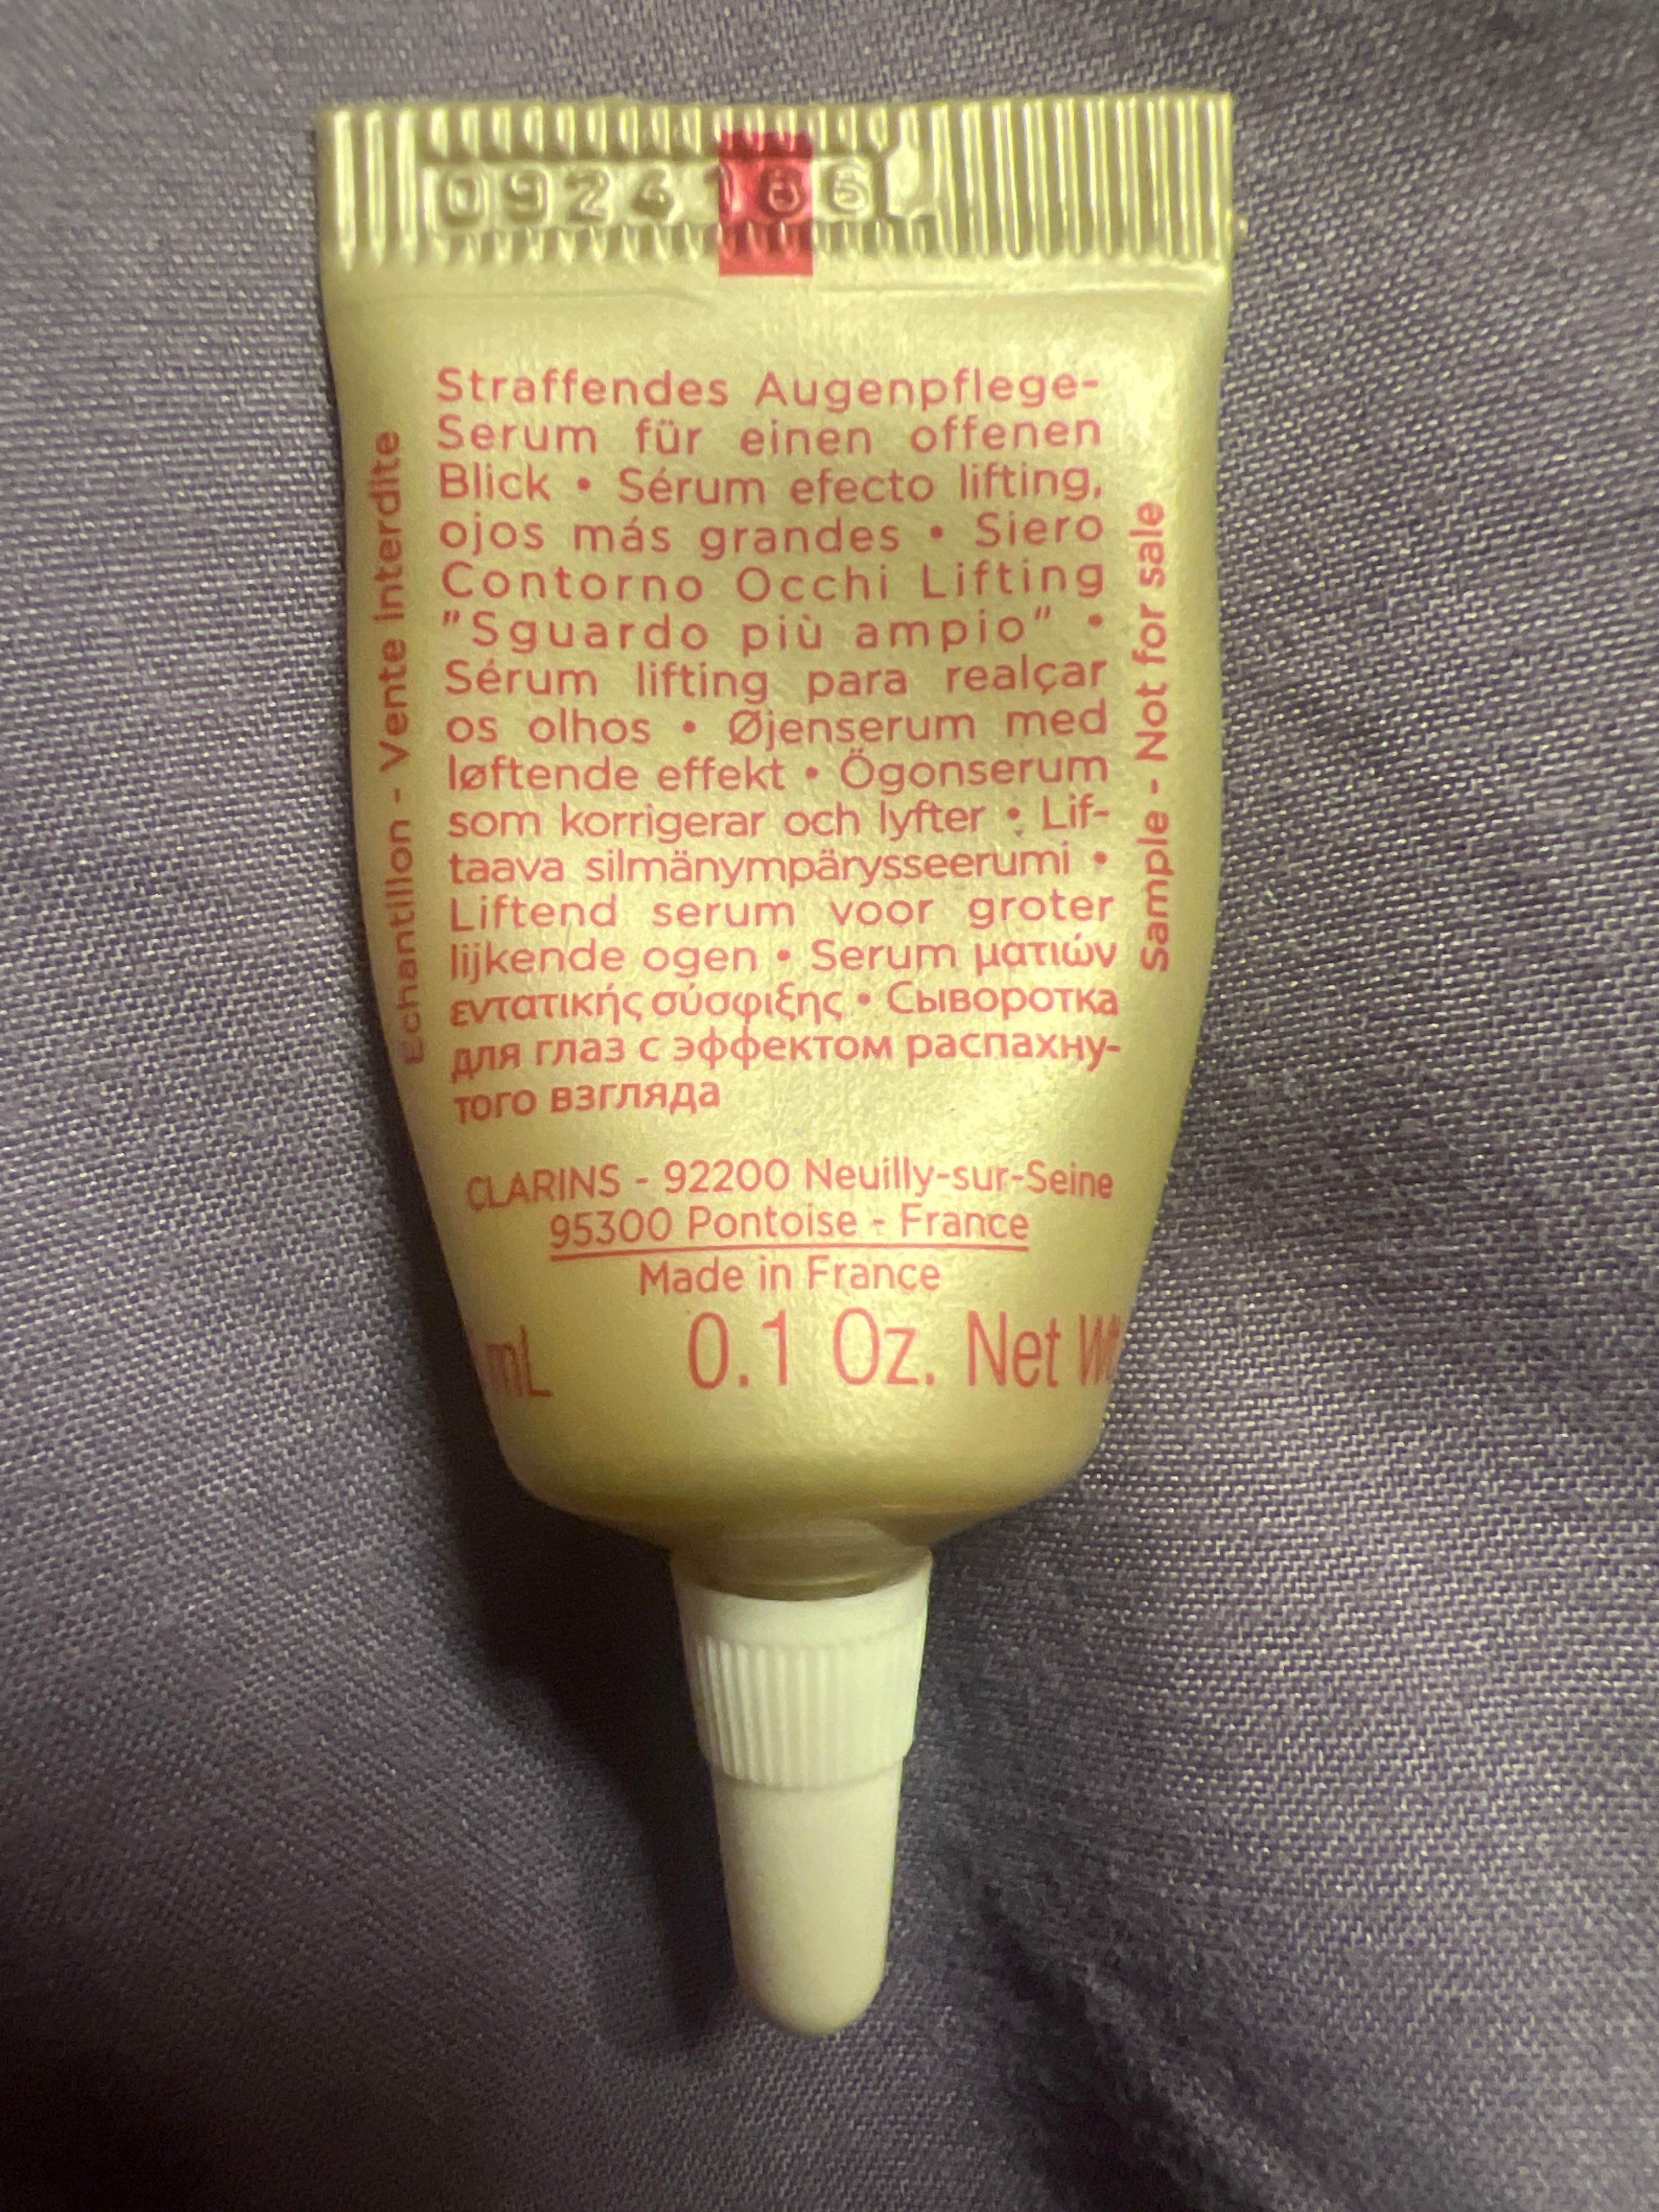 Straffendes Augenpflege-
Serum für einen offenen
Blick • Sérum efecto lifting,
ojos más grandes • Siero
Contorno Occhi Lifting
"Sguardo più ampio" •
Sérum lifting para realçar
os olhos • Øjenserum med
løftende effekt • Ögonserum
som korrigerar och lyfter • Lif-
taava silmänympärysseerumi •
Liftend serum voor groter
lijkende ogen • Serum ματιών
εντατικής σύσφιξης • Сыворотка
для глаз с эффектом распахну-
того взгляда
CLARINS - 92200 Neuilly-sur-Seine
95300 Pontoise - France
Made in France
mL 0.1 Oz. Net
Echantillon - Vente interdite
Sample - Not for sale